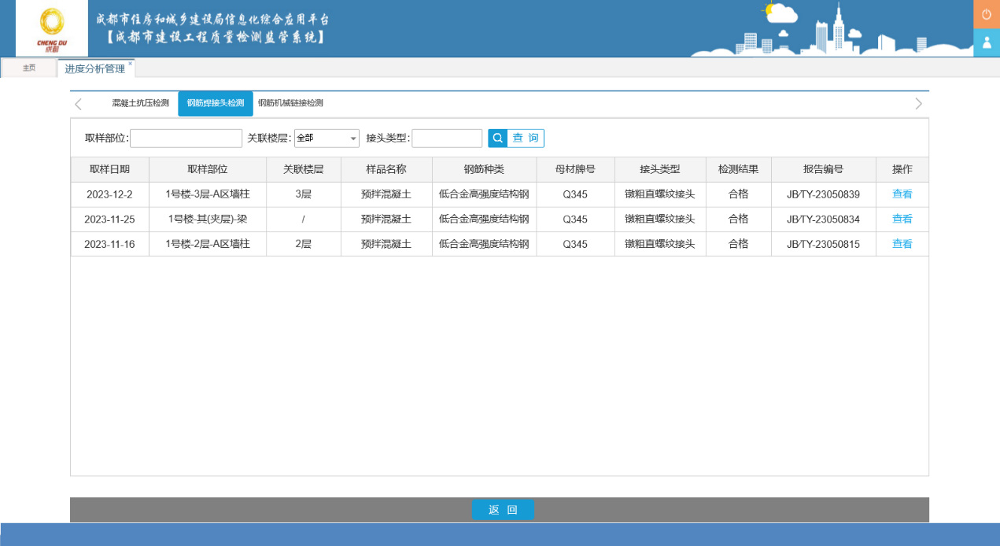 成都市住房和城乡建设局信息化综合应用平台
【成都市建设工程质量检测监管系统】
CHENG DU
成都
主页 进度分析管理 ×
混凝土抗压检测 钢筋焊接头检测 钢筋机械链接检测
取样部位: 关联楼层: 全部 接头类型: 查 询
取样日期 取样部位 关联楼层 样品名称 钢筋种类 母材牌号 接头类型 检测结果 报告编号 操作
2023-12-2 1号楼-3层-A区墙柱 3层 预拌混凝土 低合金高强度结构钢 Q345 镦粗直螺纹接头 合格 JB/TY-23050839 查看
2023-11-25 1号楼-其(夹层)-梁 / 预拌混凝土 低合金高强度结构钢 Q345 镦粗直螺纹接头 合格 JB/TY-23050834 查看
2023-11-16 1号楼-2层-A区墙柱 2层 预拌混凝土 低合金高强度结构钢 Q345 镦粗直螺纹接头 合格 JB/TY-23050815 查看
返 回